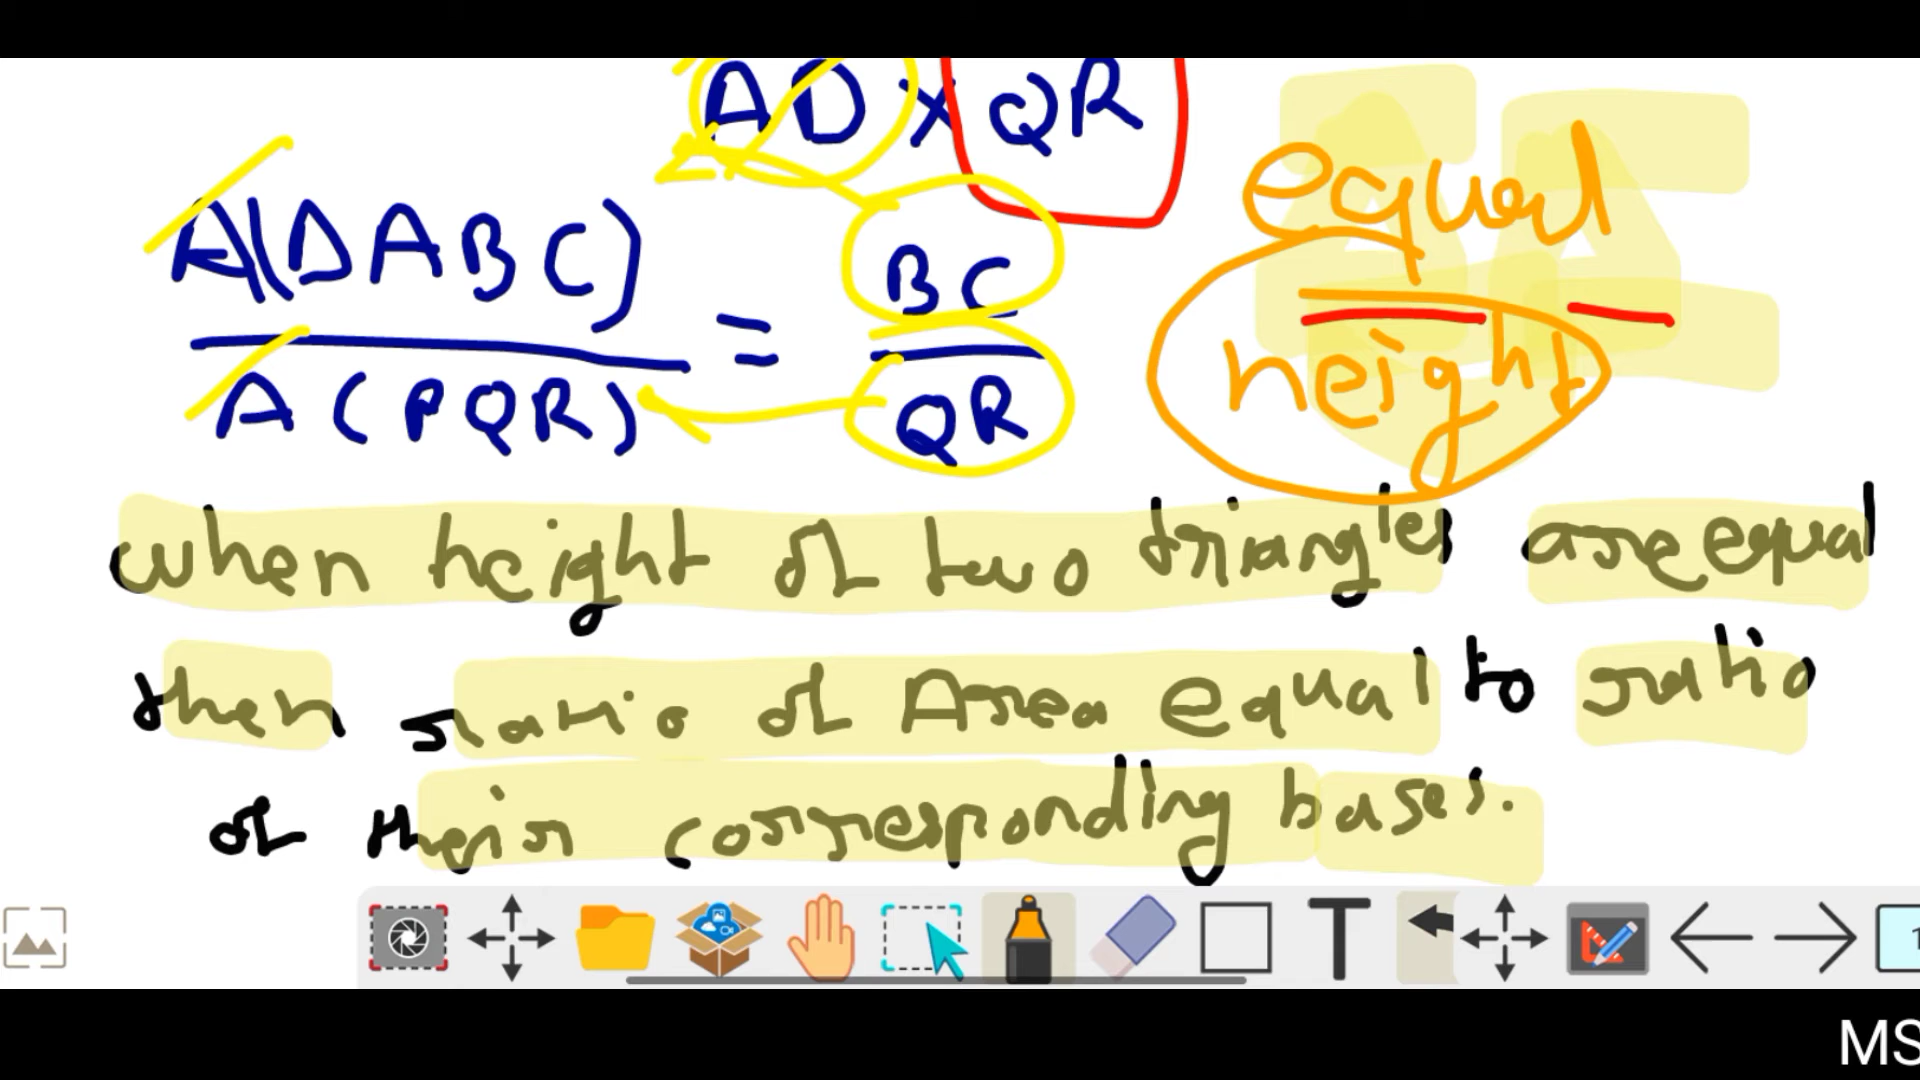 AD × QR
equal
A(ΔABC) = BC
A(PQR) QR
height
when height of two triangles are equal
then ratio of Area equal to ratio
of their corresponding bases.
T
1
MS